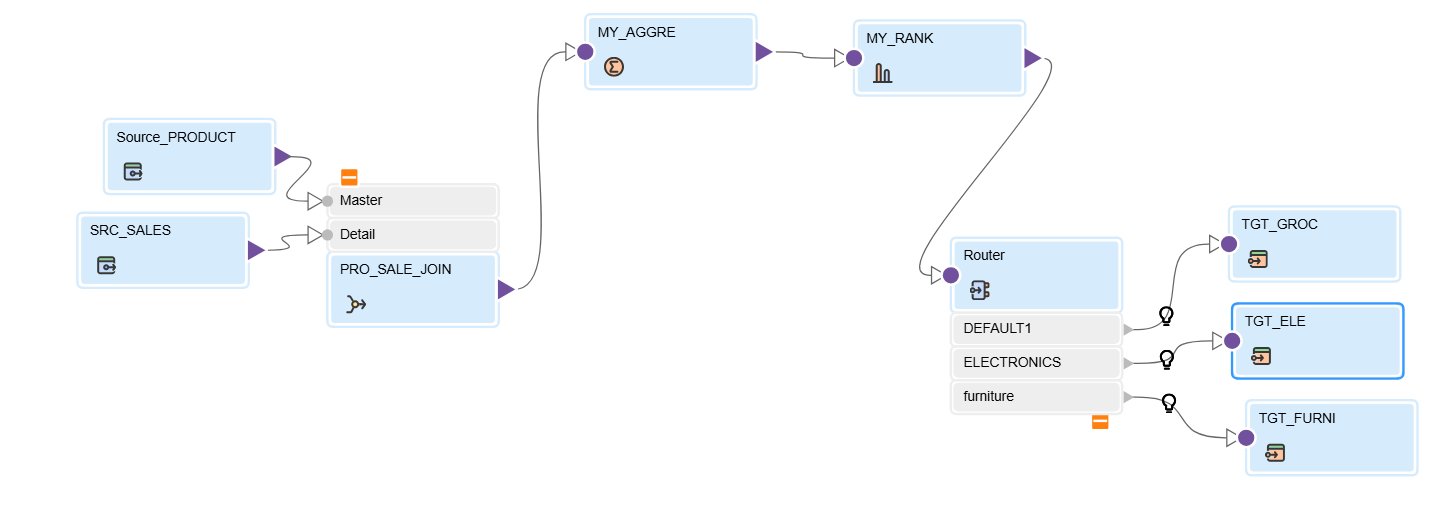 MY_AGGRE
MY_RANK
Source_PRODUCT
Master
SRC_SALES
Detail
PRO_SALE_JOIN
Router
DEFAULT1
ELECTRONICS
furniture
TGT_GROC
TGT_ELE
TGT_FURNI